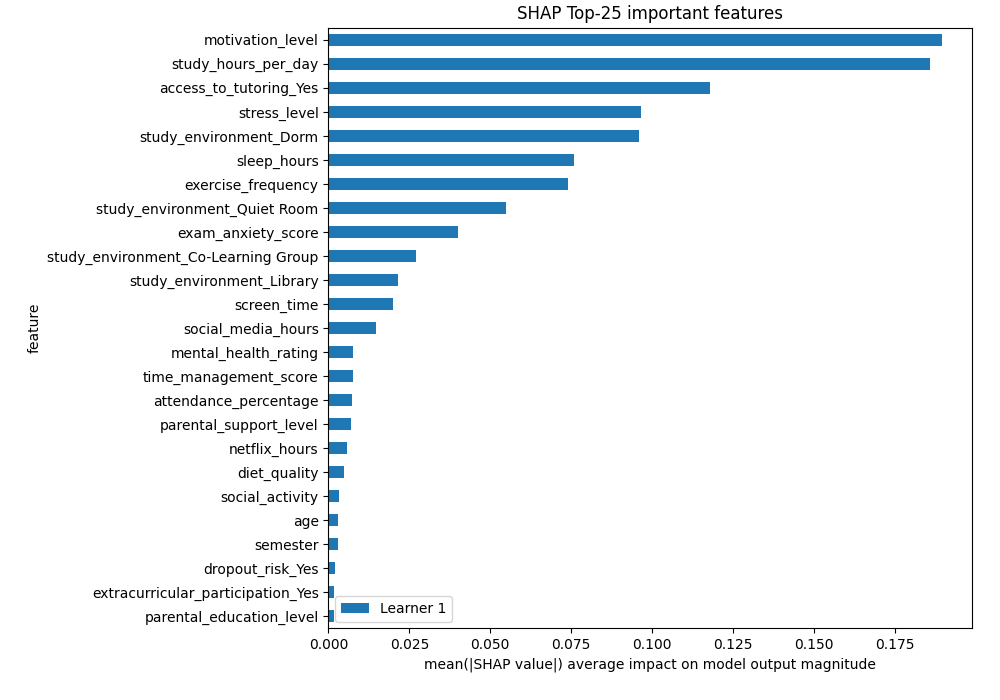 SHAP Top-25 important features
motivation_level
study_hours_per_day
access_to_tutoring_Yes
stress_level
study_environment_Dorm
sleep_hours
exercise_frequency
study_environment_Quiet Room
exam_anxiety_score
study_environment_Co-Learning Group
study_environment_Library
screen_time
social_media_hours
mental_health_rating
time_management_score
attendance_percentage
parental_support_level
netflix_hours
diet_quality
social_activity
age
semester
dropout_risk_Yes
extracurricular_participation_Yes
parental_education_level
feature
Learner 1
0.000 0.025 0.050 0.075 0.100 0.125 0.150 0.175
mean(|SHAP value|) average impact on model output magnitude